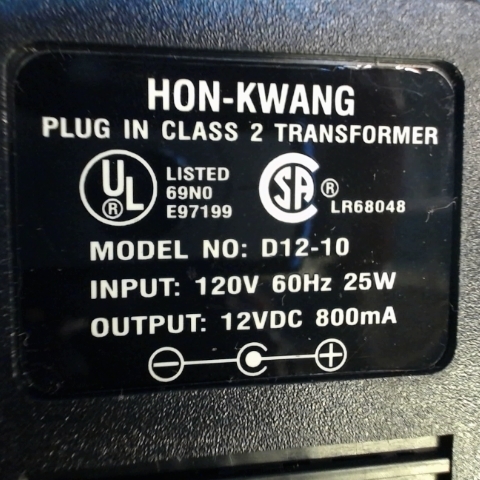 HON-KWANG
PLUG IN CLASS 2 TRANSFORMER
UL ® LISTED 69N0 E97199
SA ® LR68048
MODEL NO: D12-10
INPUT: 120V 60Hz 25W
OUTPUT: 12VDC 800mA